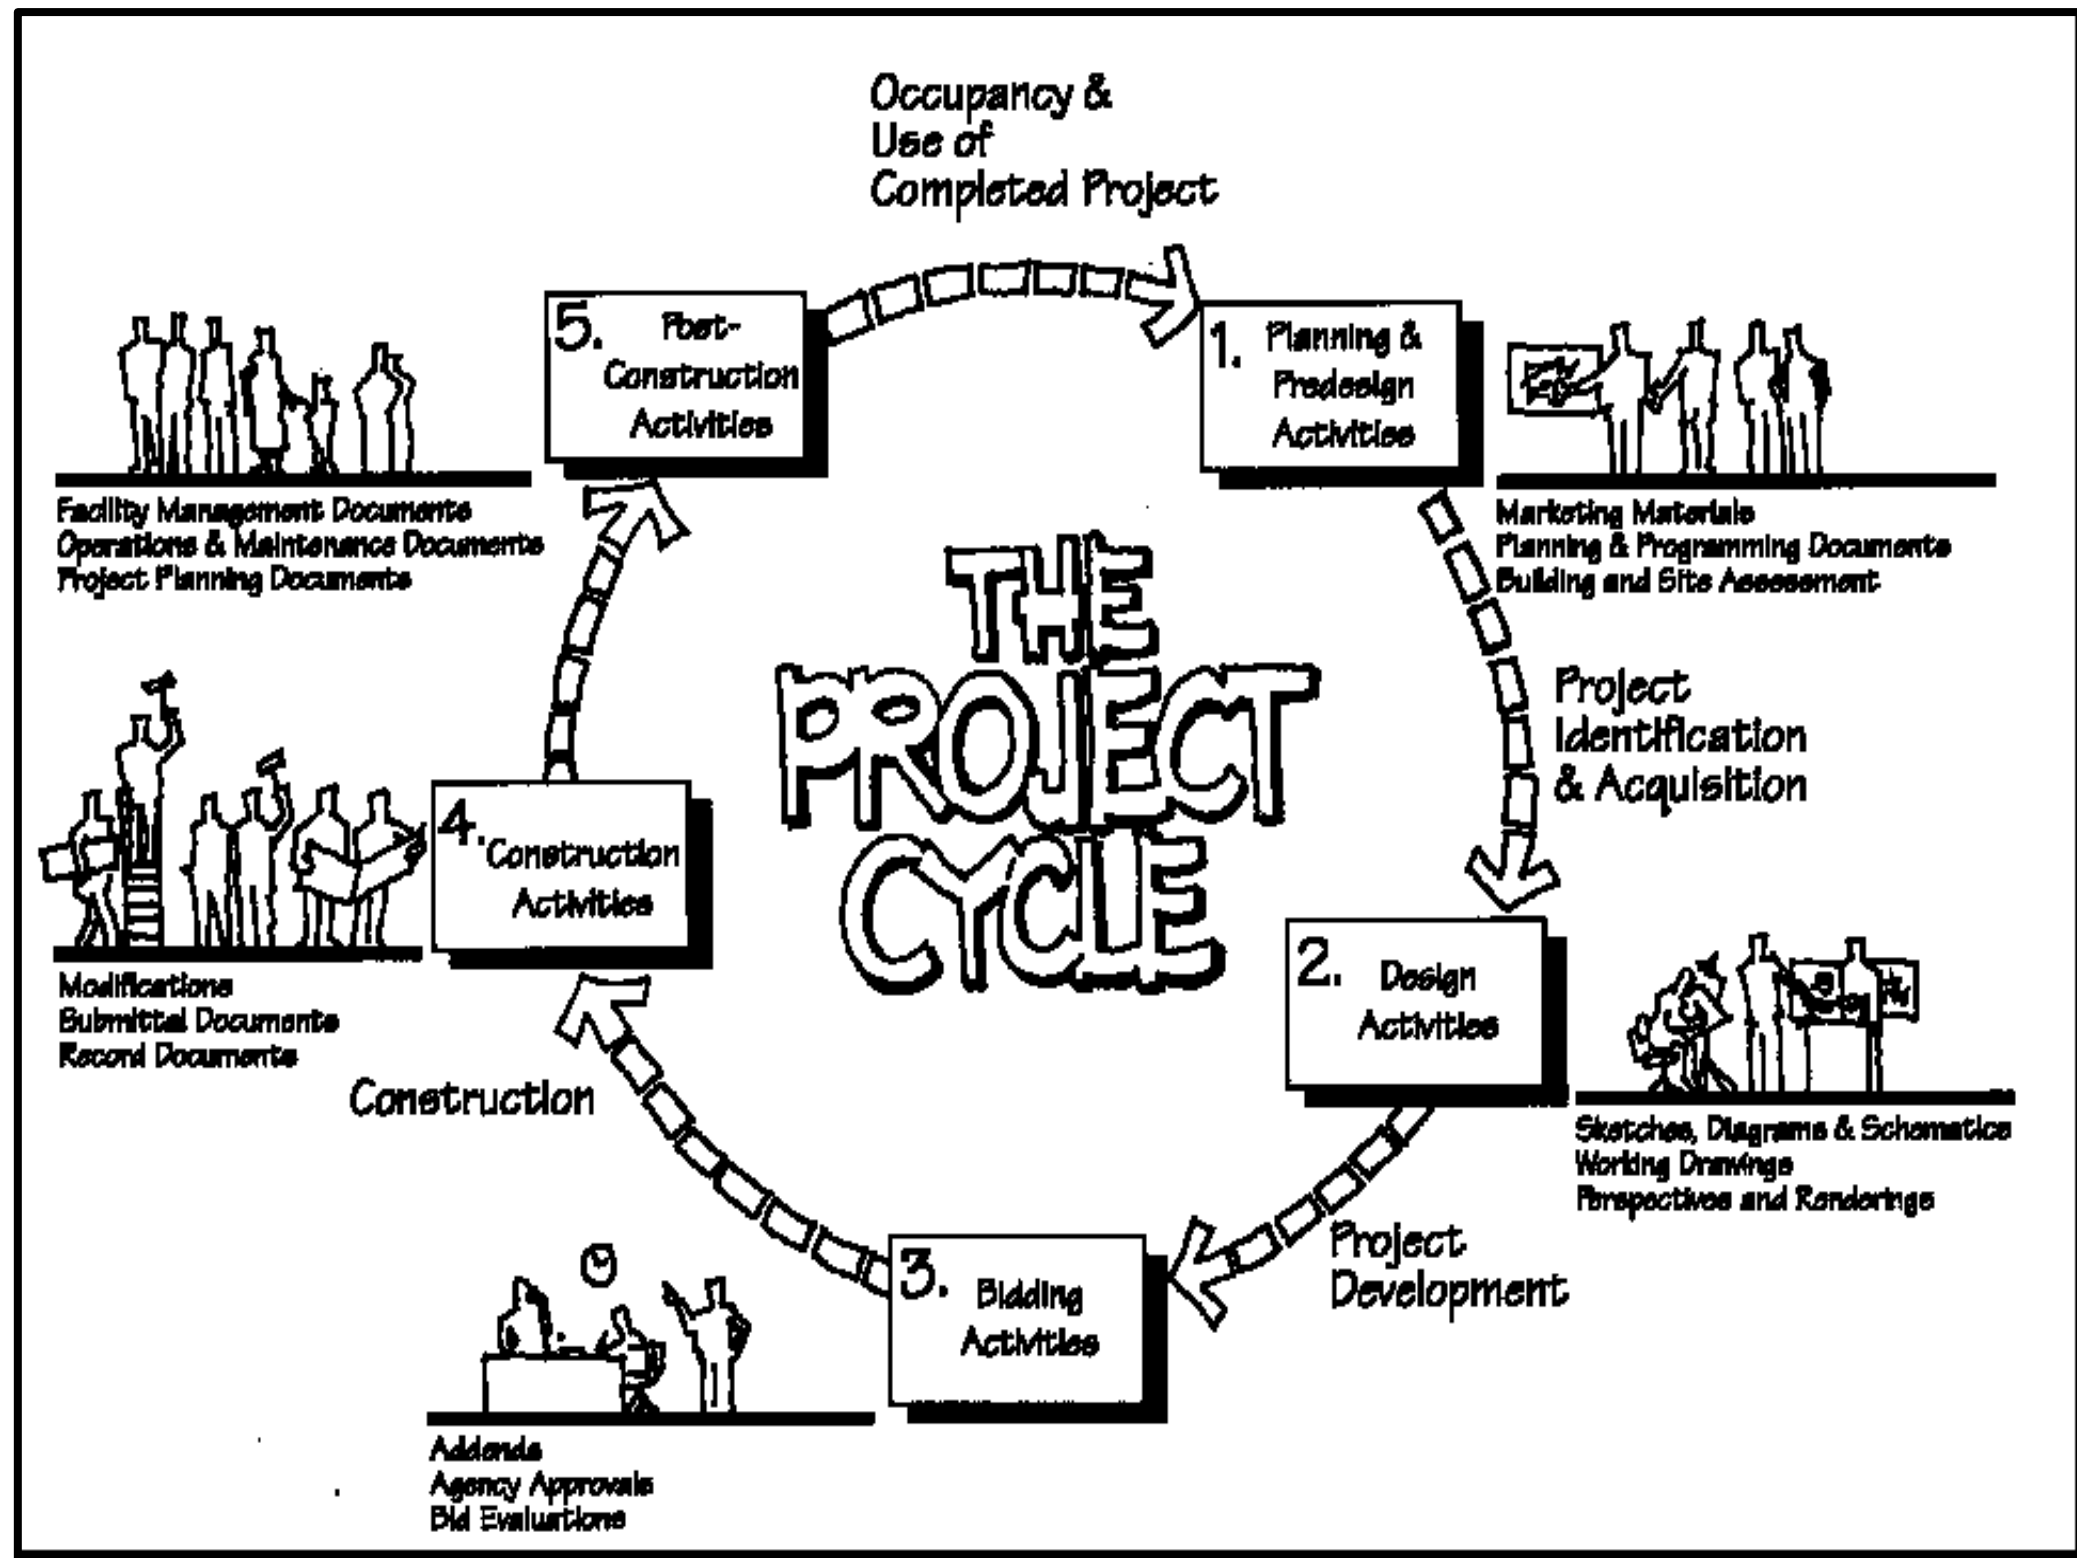 Occupancy &
Use of
Completed Project
5. Post-
Construction
Activities
1. Planning &
Predesign
Activities
Facility Management Documents
Operations & Maintenance Documents
Project Planning Documents
Marketing Materials
Planning & Programming Documents
Building and Site Assessment
THE
PROJECT
CYCLE
Project
Identification
& Acquisition
4. Construction
Activities
Modifications
Submittal Documents
Record Documents
2. Design
Activities
Sketches, Diagrams & Schematics
Working Drawings
Perspectives and Renderings
Construction
Project
Development
3. Bidding
Activities
Addenda
Agency Approvals
Bid Evaluations